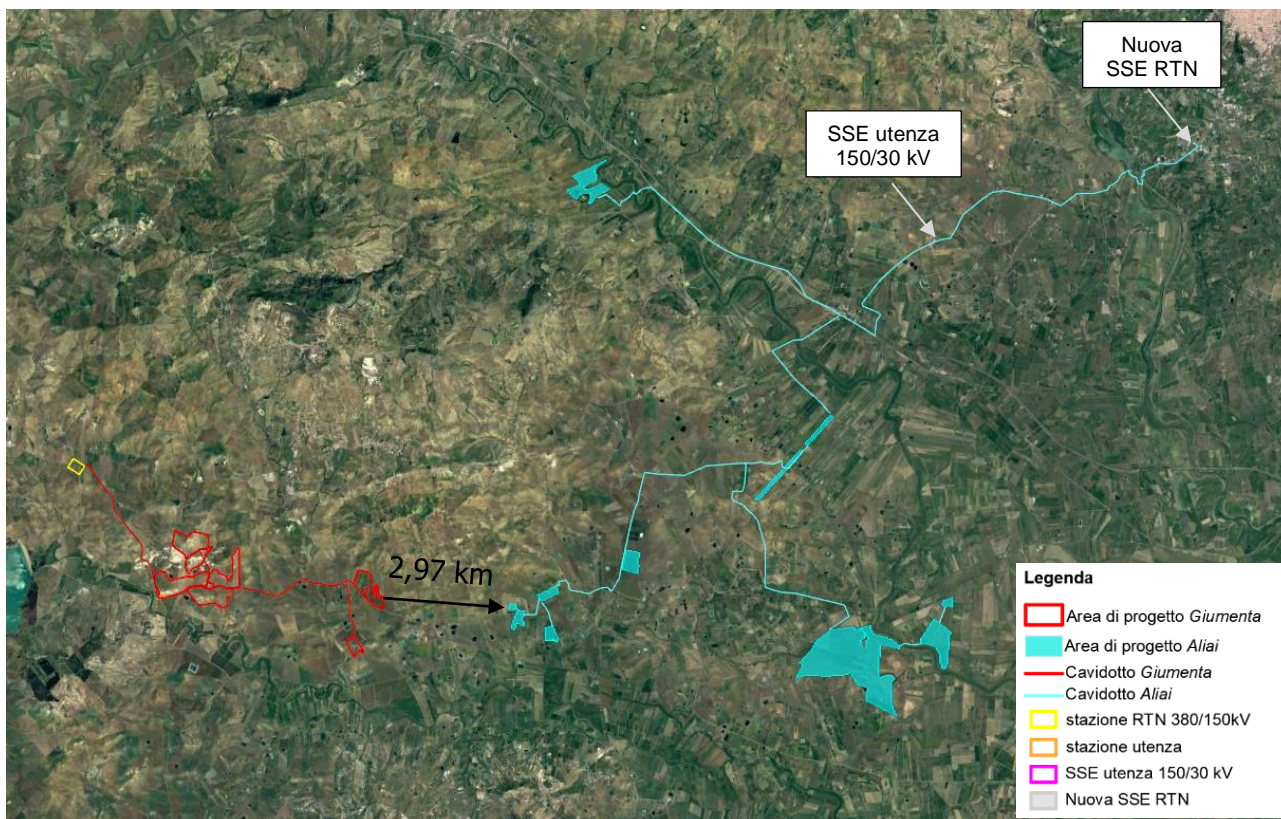 Nuova
SSE RTN
SSE utenza
150/30 kV
2,97 km
Legenda
Area di progetto Giumenta
Area di progetto Aliai
Cavidotto Giumenta
Cavidotto Aliai
stazione RTN 380/150kV
stazione utenza
SSE utenza 150/30 kV
Nuova SSE RTN